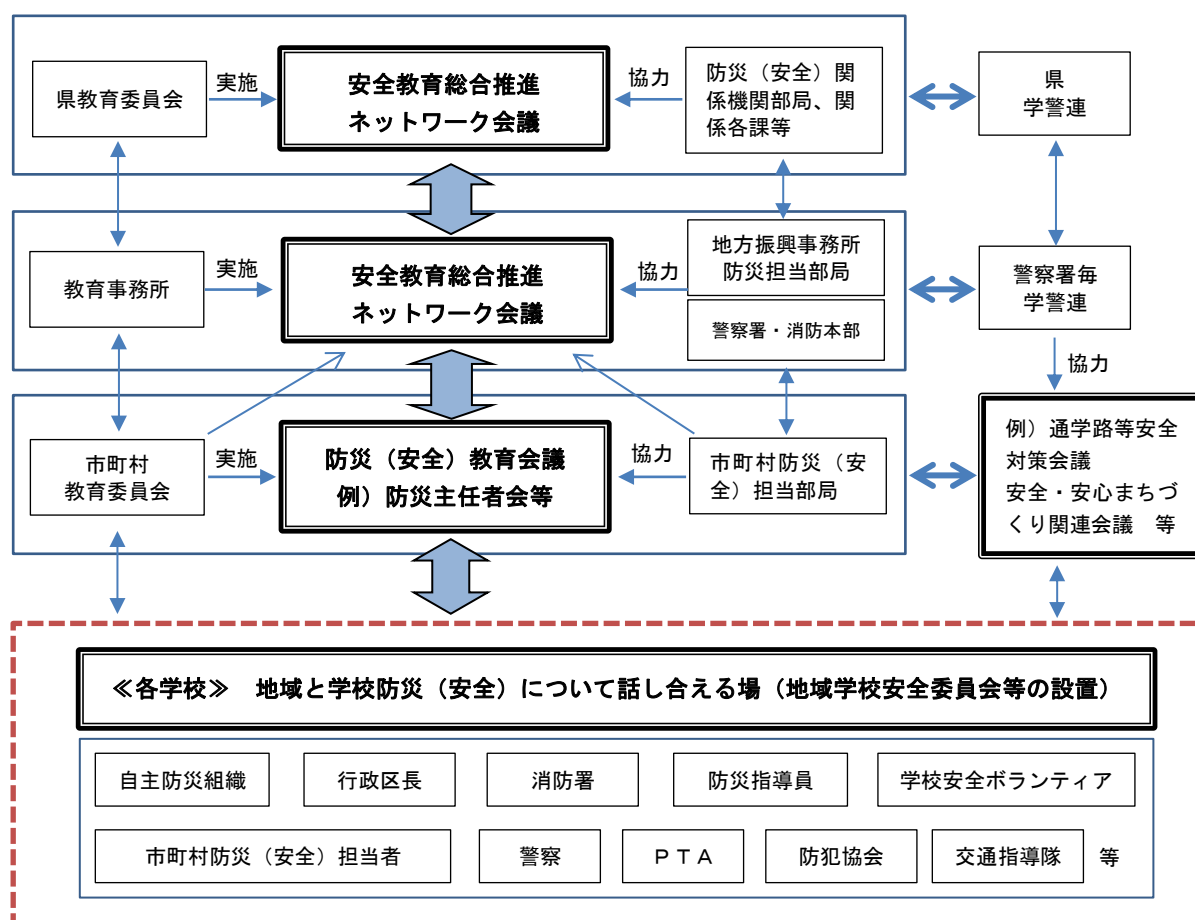 県教育委員会
実施
安全教育総合推進
ネットワーク会議
協力
防災（安全）関
係機関部局、関
係各課等
県
学警連
教育事務所
実施
安全教育総合推進
ネットワーク会議
協力
地方振興事務所
防災担当部局
警察署・消防本部
警察署毎
学警連
協力
市町村
教育委員会
実施
防災（安全）教育会議
例）防災主任者会等
協力
市町村防災（安
全）担当部局
例）通学路等安全
対策会議
安全・安心まちづ
くり関連会議　等
≪各学校≫　地域と学校防災（安全）について話し合える場（地域学校安全委員会等の設置）
自主防災組織
行政区長
消防署
防災指導員
学校安全ボランティア
市町村防災（安全）担当者
警察
ＰＴＡ
防犯協会
交通指導隊
等